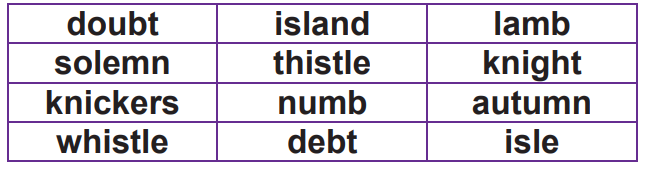 doubt island lamb
solemn thistle knight
knickers numb autumn
whistle debt isle